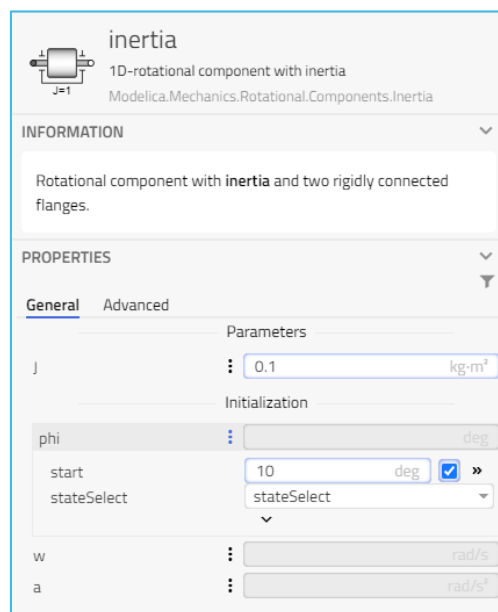 inertia
1D-rotational component with inertia
J=1
Modelica.Mechanics.Rotational.Components.Inertia
INFORMATION
Rotational component with inertia and two rigidly connected
flanges.
PROPERTIES
General Advanced
Parameters
J 0.1 kg·m²
Initialization
phi deg
start 10 deg »
stateSelect stateSelect
w rad/s
a rad/s²